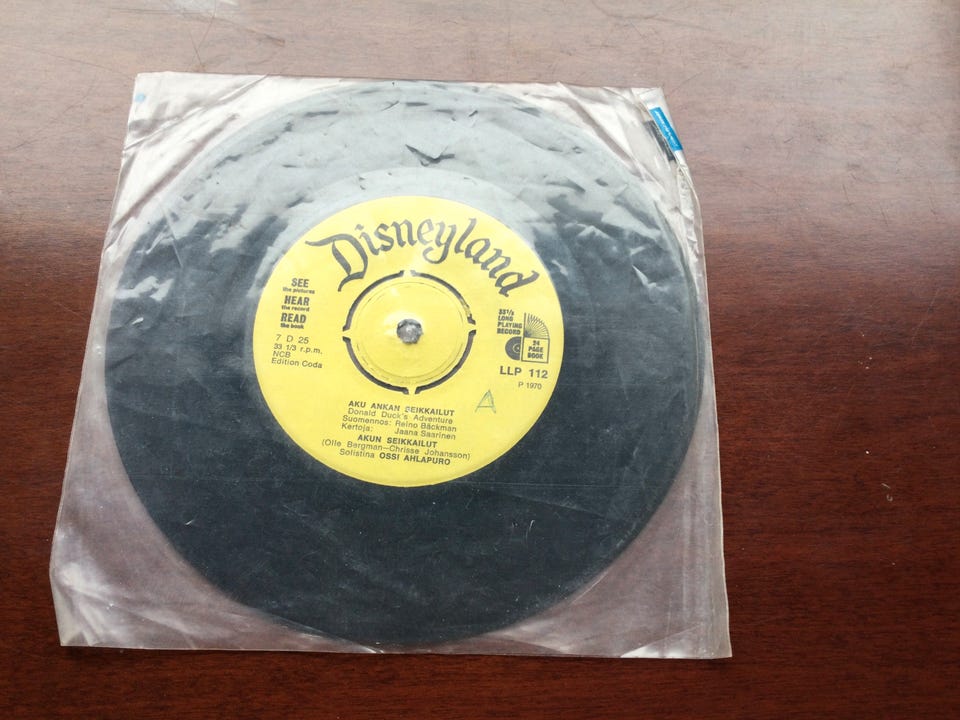 Disneyland
SEE
the pictures
HEAR
the record
READ
the book
7 D 25
33 1/3 r.p.m.
NCB
Edition Coda
33 1/3
LONG
PLAYING
RECORD
24
PAGE
BOOK
LLP 112
P 1970
A
AKU ANKAN SEIKKAILUT
Donald Duck's Adventure
Suomennos: Reino Bäckman
Kertoja: Jaana Saarinen
AKUN SEIKKAILUT
(Olle Bergman—Chrisse Johansson)
Solistina OSSI AHLAPURO